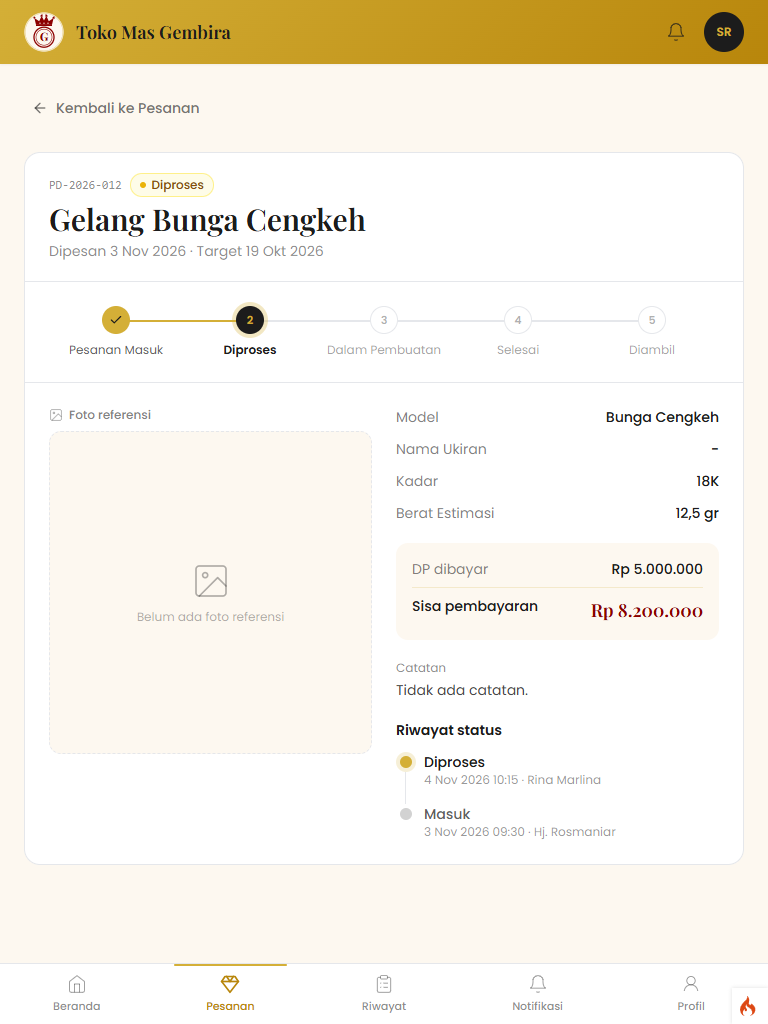 G
Toko Mas Gembira
SR
Kembali ke Pesanan
PD-2026-012
Diproses
Gelang Bunga Cengkeh
Dipesan 3 Nov 2026 · Target 19 Okt 2026
2
3
4
5
Pesanan Masuk
Diproses
Dalam Pembuatan
Selesai
Diambil
Foto referensi
Belum ada foto referensi
Model
Bunga Cengkeh
Nama Ukiran
-
Kadar
18K
Berat Estimasi
12,5 gr
DP dibayar
Rp 5.000.000
Sisa pembayaran
Rp 8.200.000
Catatan
Tidak ada catatan.
Riwayat status
Diproses
4 Nov 2026 10:15 · Rina Marlina
Masuk
3 Nov 2026 09:30 · Hj. Rosmaniar
Beranda
Pesanan
Riwayat
Notifikasi
Profil